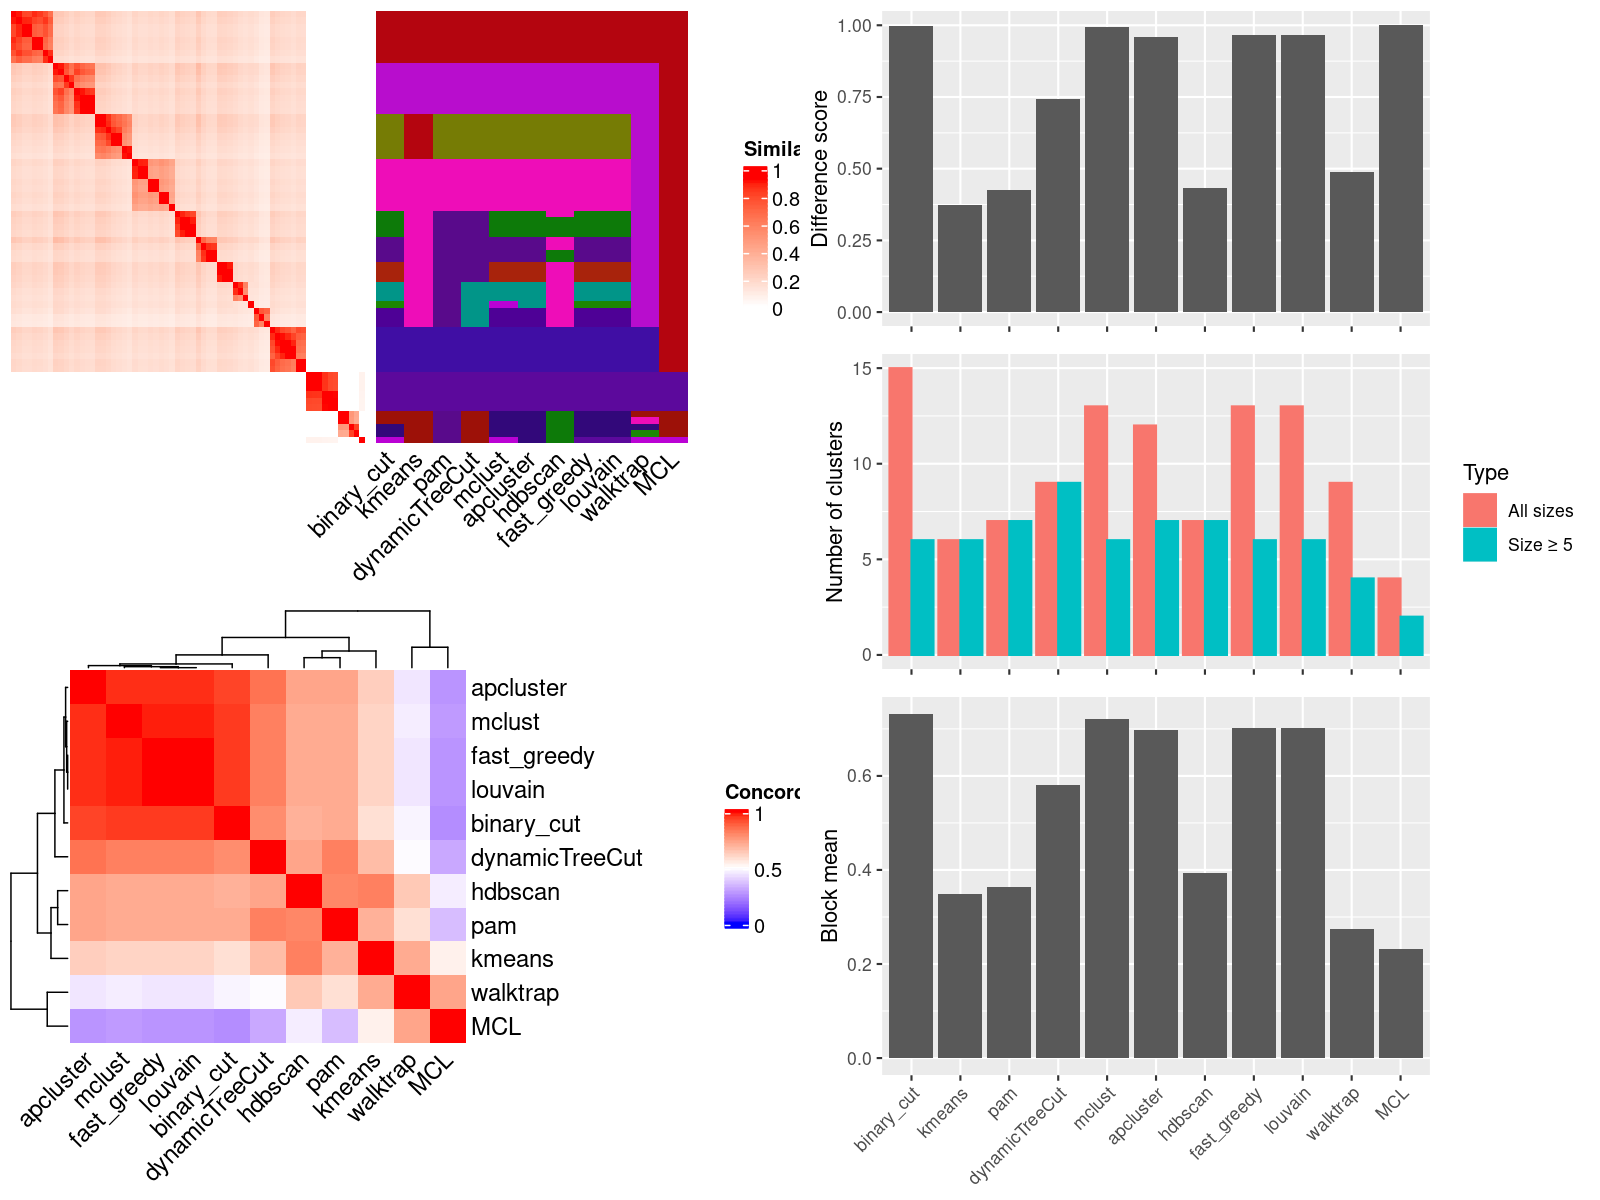 Simila
1
0.8
0.6
0.4
0.2
0
binary_cut
kmeans
pam
dynamicTreeCut
mclust
apcluster
hdbscan
fast_greedy
louvain
walktrap
MCL
apcluster
mclust
fast_greedy
louvain
binary_cut
dynamicTreeCut
hdbscan
pam
kmeans
walktrap
MCL
Concord
1
0.5
0
apcluster
mclust
fast_greedy
louvain
binary_cut
dynamicTreeCut
hdbscan
pam
kmeans
walktrap
MCL
Difference score
1.00
0.75
0.50
0.25
0.00
Number of clusters
15
10
5
0
Type
All sizes
Size ≥ 5
Block mean
0.6
0.4
0.2
0.0
binary_cut
kmeans
pam
dynamicTreeCut
mclust
apcluster
hdbscan
fast_greedy
louvain
walktrap
MCL